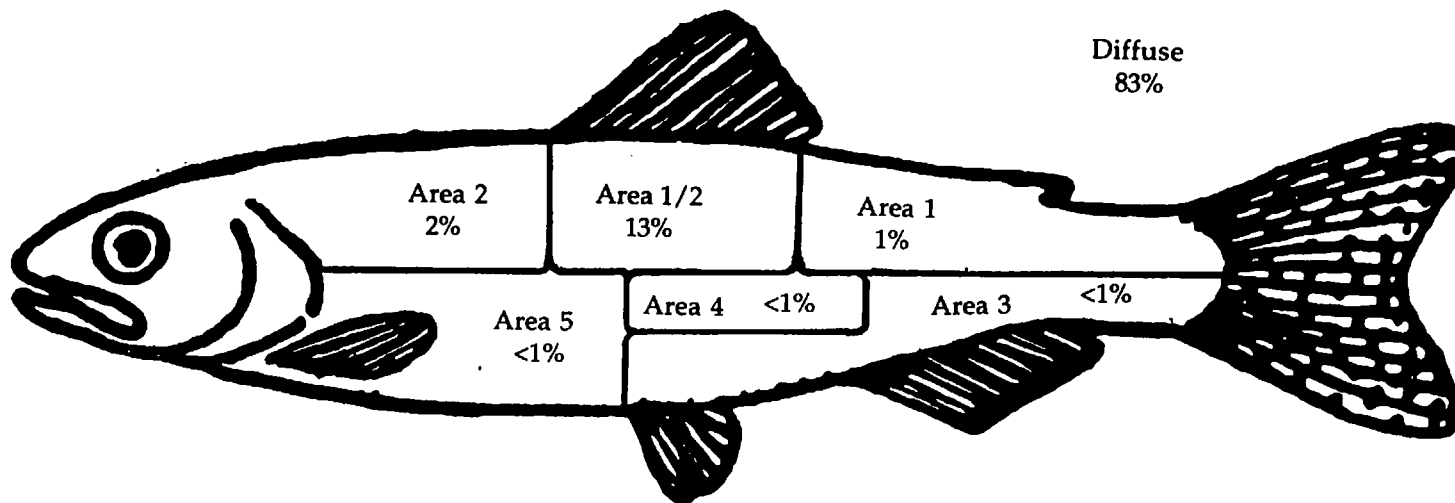 Diffuse
83%
Area 2
2%
Area 1/2
13%
Area 1
1%
Area 5
<1%
Area 4 <1%
Area 3 <1%